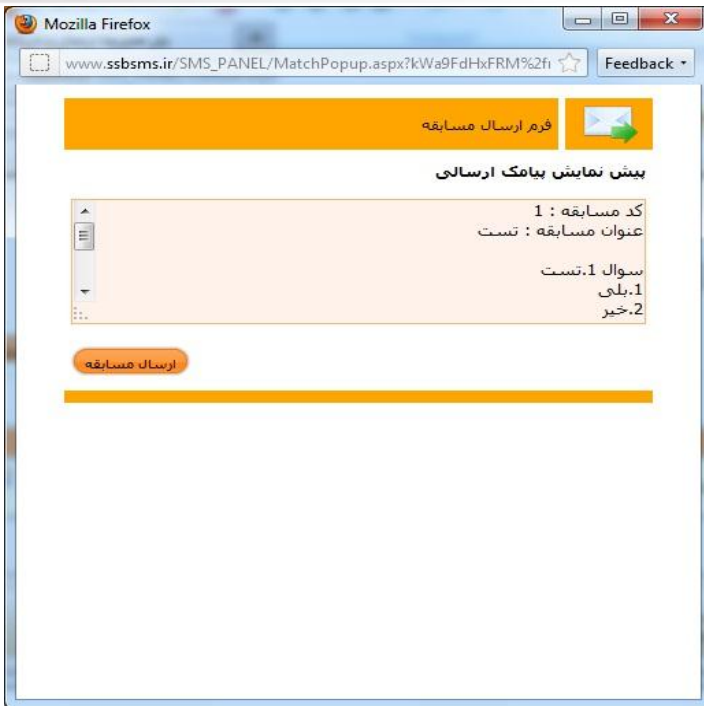 Mozilla Firefox
www.ssbsms.ir/SMS_PANEL/MatchPopup.aspx?kWa9FdHxFRM%2fı
Feedback
فرم ارسال مسابقه
پیش نمایش پیامک ارسالی
کد مسابقه : 1
عنوان مسابقه : تست
سوال 1.تست
1.بلی
2.خیر
ارسال مسابقه